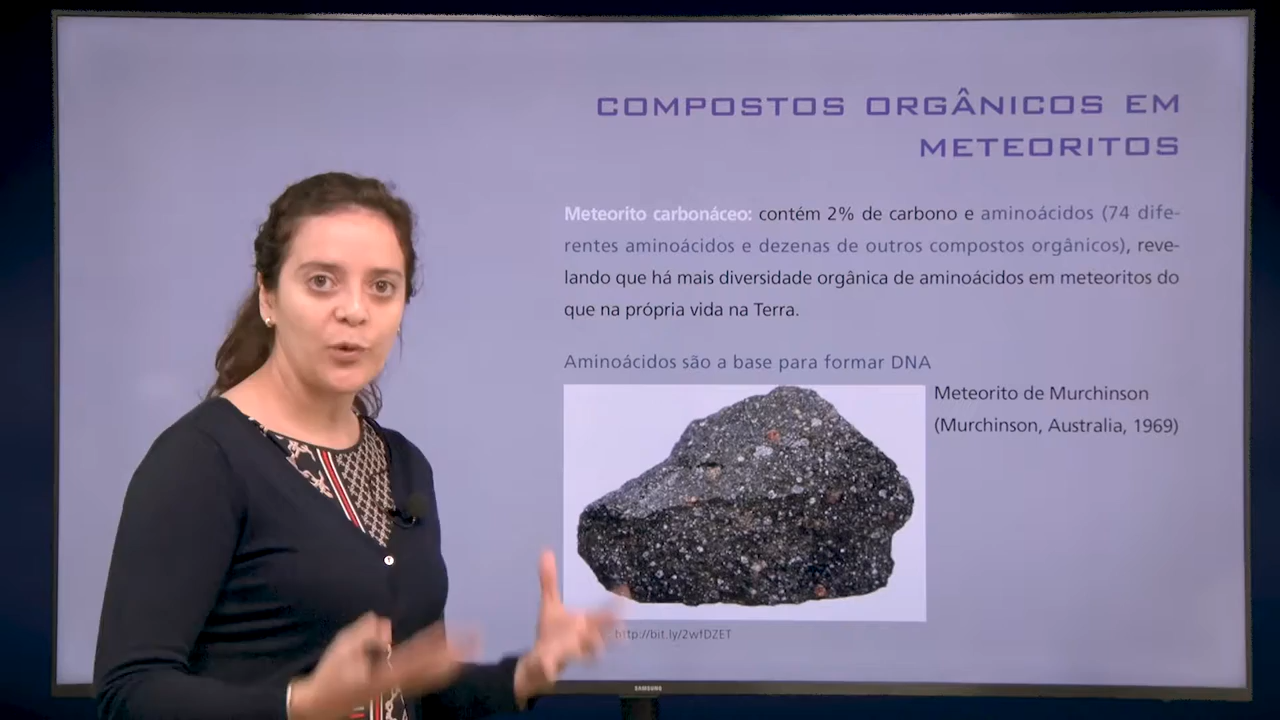 COMPOSTOS ORGÂNICOS EM
METEORITOS
Meteorito carbonáceo: contém 2% de carbono e aminoácidos (74 dife-
rentes aminoácidos e dezenas de outros compostos orgânicos), reve-
lando que há mais diversidade orgânica de aminoácidos em meteoritos do
que na própria vida na Terra.
Aminoácidos são a base para formar DNA
Meteorito de Murchinson
(Murchinson, Australia, 1969)
http://bit.ly/2wfDZET
SAMSUNG